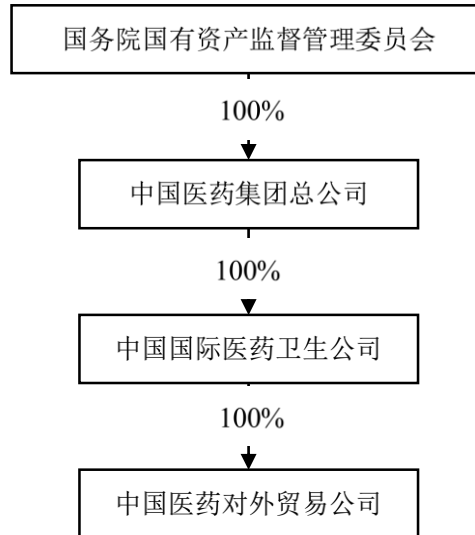 国务院国有资产监督管理委员会
100%
中国医药集团总公司
100%
中国国际医药卫生公司
100%
中国医药对外贸易公司